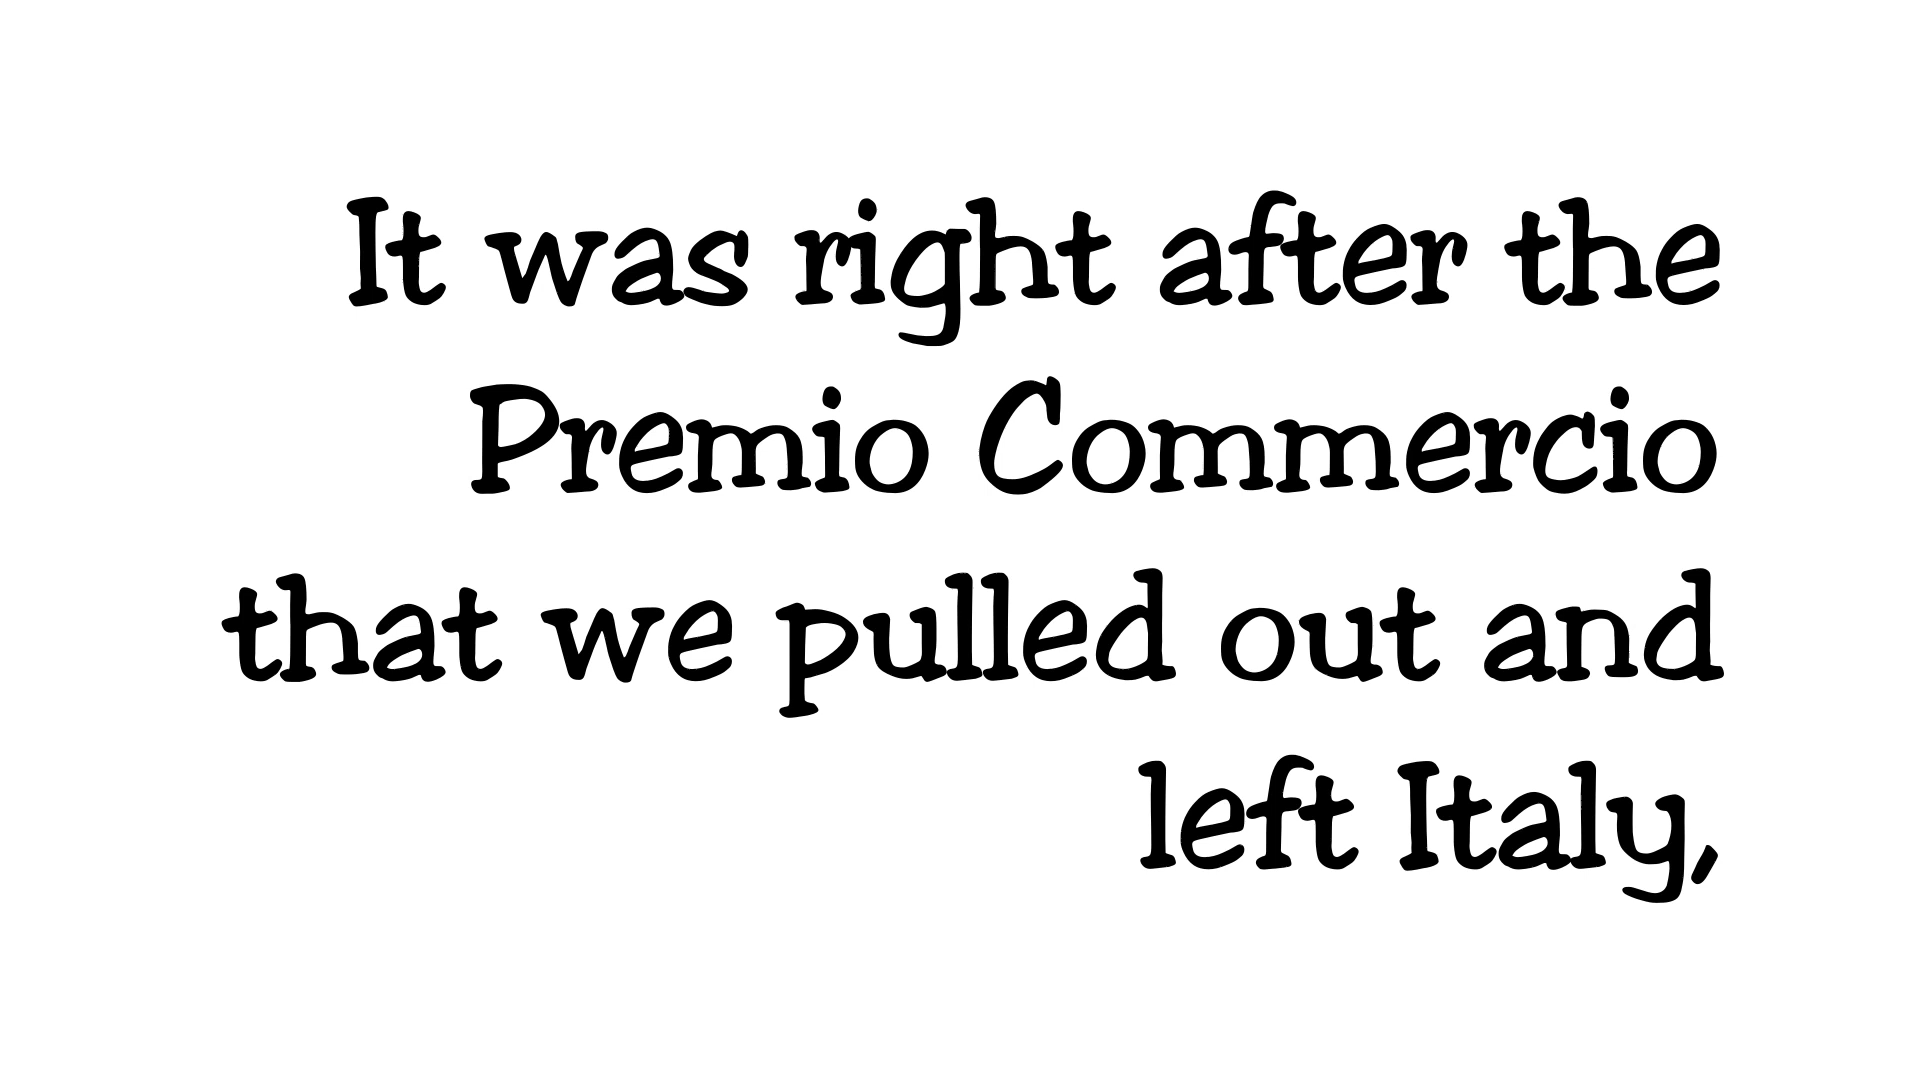 It was right after the
Premio Commercio
that we pulled out and
left Italy,